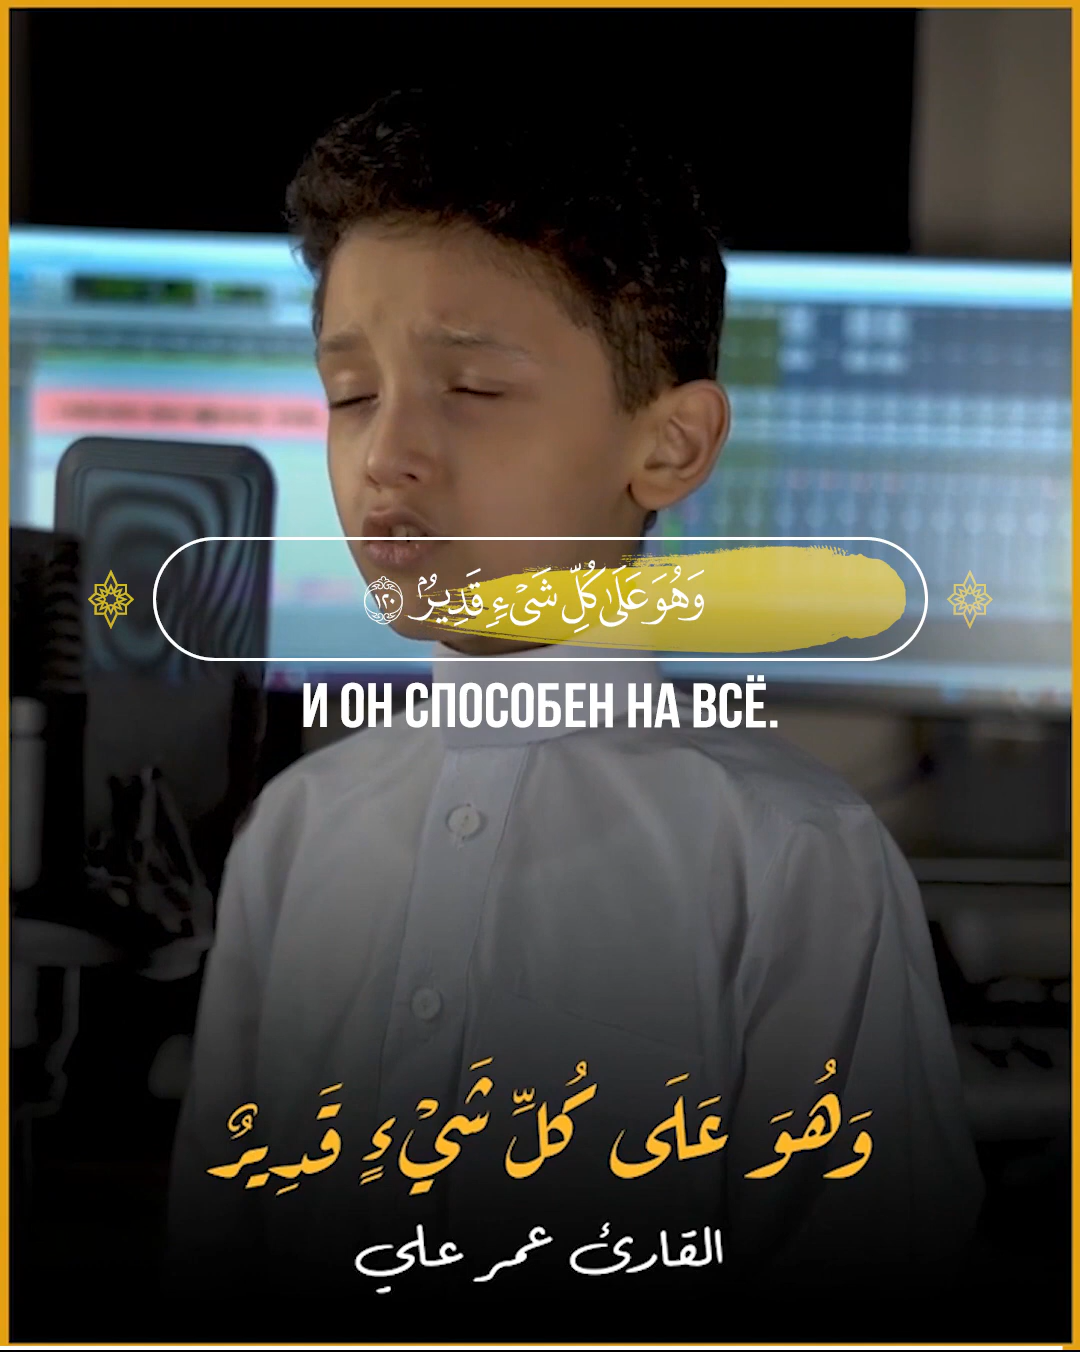 وَهُوَ عَلَىٰ كُلِّ شَىْءٍ قَدِيرٌۢ ١٢٠
И ОН СПОСОБЕН НА ВСЁ.
وَهُوَ عَلَى كُلِّ شَيْءٍ قَدِيرٌ
القارئ عمر علي